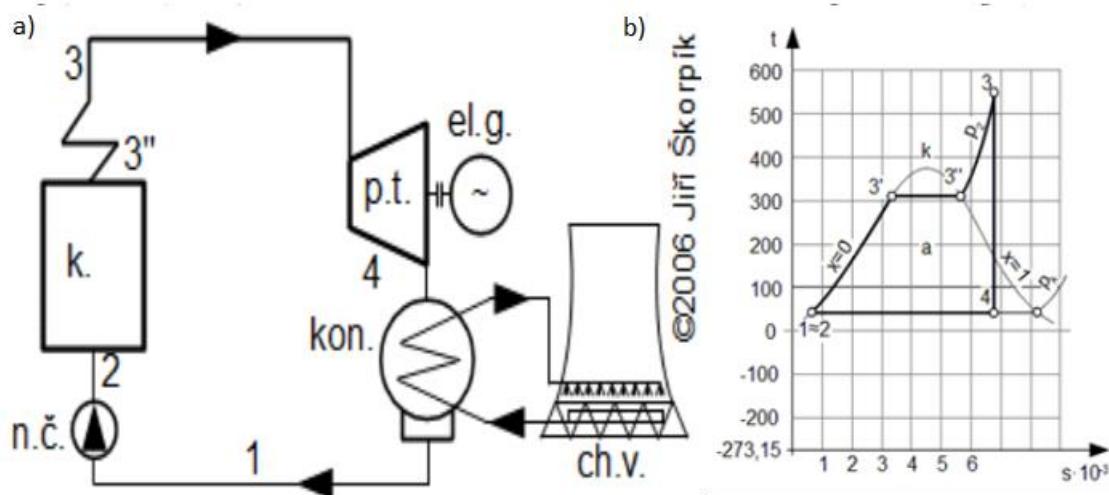 a)
3
3"
k.
2
n.č.
1
p.t.
el.g.
~
4
kon.
ch.v.
©2006 Jiří Škorpík
b)
t
600
500
400
300
200
100
0
-100
-200
-273,15
k
3
p₂
3'
3"
a
x=0
x=1
4
1≈2
1 2 3 4 5 6
s·10⁻³